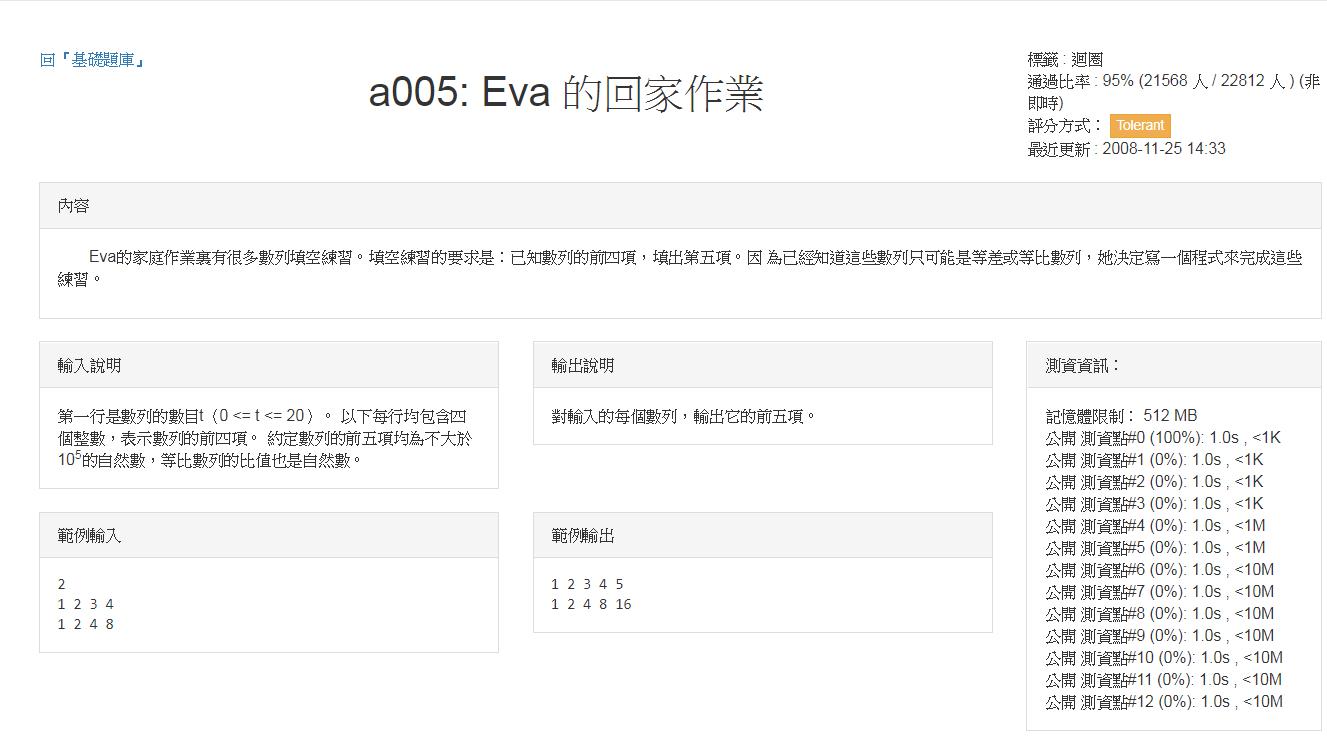 回『基礎題庫』
a005: Eva 的回家作業
標籤 : 迴圈
通過比率 : 95% (21568 人 / 22812 人 ) (非
即時)
評分方式： Tolerant
最近更新 : 2008-11-25 14:33
內容
Eva的家庭作業裏有很多數列填空練習。填空練習的要求是：已知數列的前四項，填出第五項。因 為已經知道這些數列只可能是等差或等比數列，她決定寫一個程式來完成這些
練習。
輸入說明
第一行是數列的數目t（0 <= t <= 20）。 以下每行均包含四
個整數，表示數列的前四項。 約定數列的前五項均為不大於
10⁵的自然數，等比數列的比值也是自然數。
輸出說明
對輸入的每個數列，輸出它的前五項。
範例輸入
2
1 2 3 4
1 2 4 8
範例輸出
1 2 3 4 5
1 2 4 8 16
測資資訊：
記憶體限制： 512 MB
公開 測資點#0 (100%): 1.0s , <1K
公開 測資點#1 (0%): 1.0s , <1K
公開 測資點#2 (0%): 1.0s , <1K
公開 測資點#3 (0%): 1.0s , <1K
公開 測資點#4 (0%): 1.0s , <1M
公開 測資點#5 (0%): 1.0s , <1M
公開 測資點#6 (0%): 1.0s , <10M
公開 測資點#7 (0%): 1.0s , <10M
公開 測資點#8 (0%): 1.0s , <10M
公開 測資點#9 (0%): 1.0s , <10M
公開 測資點#10 (0%): 1.0s , <10M
公開 測資點#11 (0%): 1.0s , <10M
公開 測資點#12 (0%): 1.0s , <10M